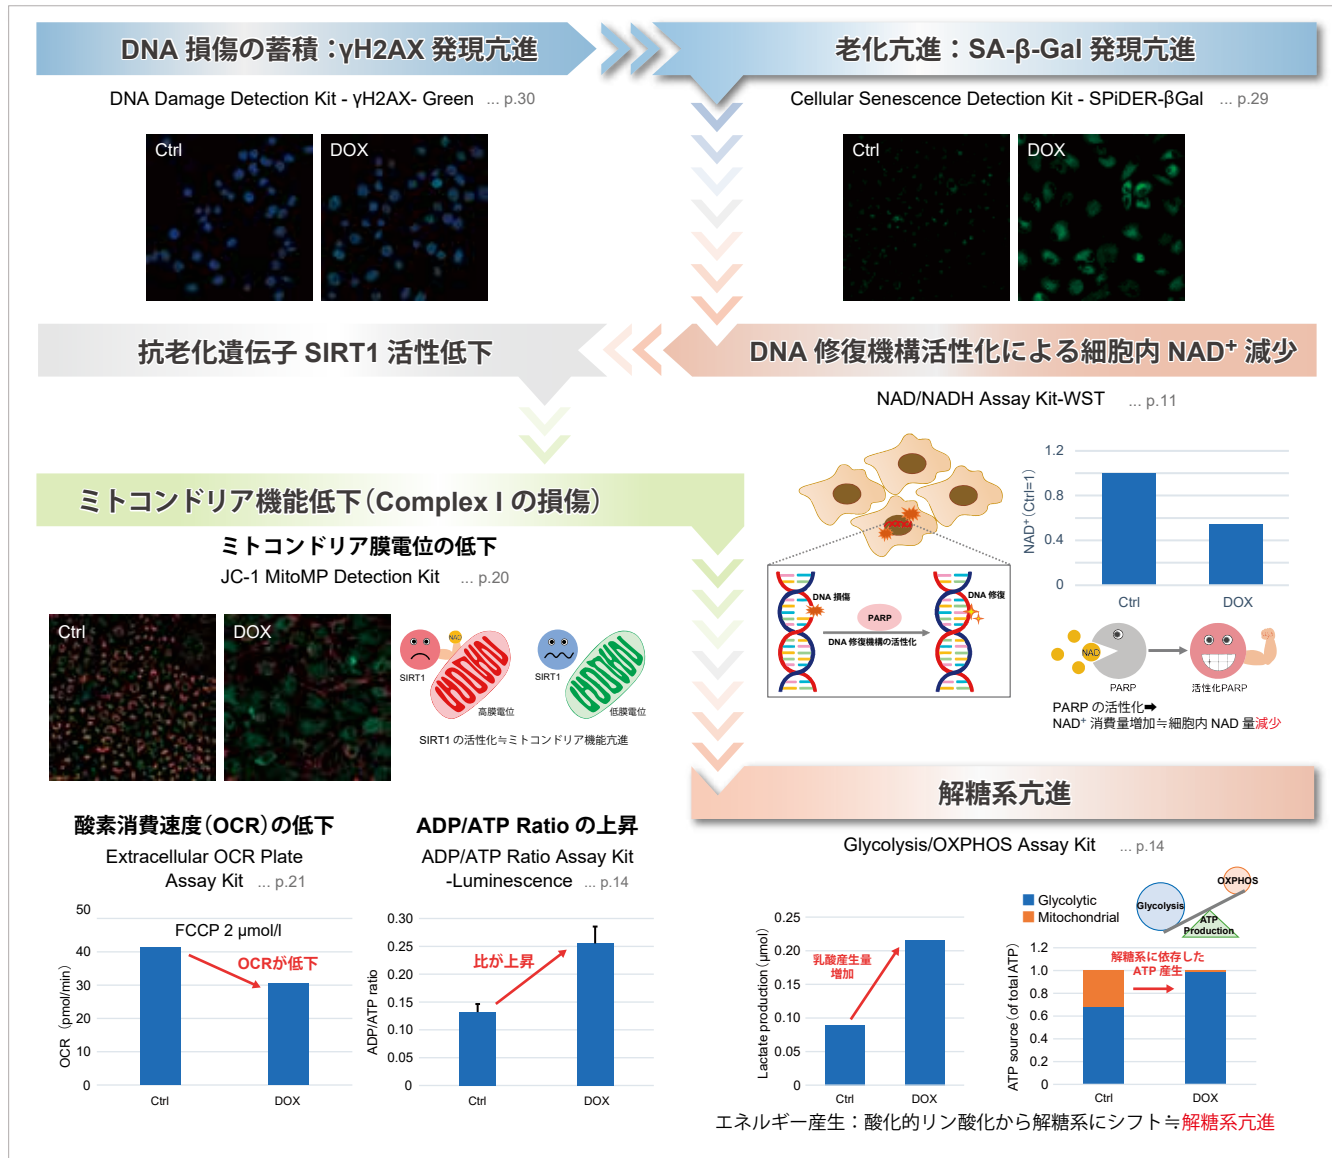 DNA 損傷の蓄積：γH2AX 発現亢進
DNA Damage Detection Kit - γH2AX- Green ... p.30
Ctrl
DOX
老化亢進：SA-β-Gal 発現亢進
Cellular Senescence Detection Kit - SPiDER-βGal ... p.29
Ctrl
DOX
DNA 修復機構活性化による細胞内 NAD⁺ 減少
NAD/NADH Assay Kit-WST ... p.11
DNA 損傷
PARP
DNA 修復機構の活性化
DNA 修復
NAD⁺（Ctrl=1）
1.2
0.8
0.4
0
Ctrl
DOX
NAD
PARP
活性化PARP
PARP の活性化➡
NAD⁺ 消費量増加≒細胞内 NAD 量減少
抗老化遺伝子 SIRT1 活性低下
ミトコンドリア機能低下（Complex I の損傷）
ミトコンドリア膜電位の低下
JC-1 MitoMP Detection Kit ... p.20
Ctrl
DOX
NAD
SIRT1
高膜電位
SIRT1
低膜電位
SIRT1 の活性化≒ミトコンドリア機能亢進
酸素消費速度（OCR）の低下
Extracellular OCR Plate
Assay Kit ... p.21
OCR（pmol/min）
50
40
30
20
10
0
FCCP 2 μmol/l
OCRが低下
Ctrl
DOX
ADP/ATP Ratio の上昇
ADP/ATP Ratio Assay Kit
-Luminescence ... p.14
ADP/ATP ratio
0.30
0.25
0.20
0.15
0.10
0.05
0.00
比が上昇
Ctrl
DOX
解糖系亢進
Glycolysis/OXPHOS Assay Kit ... p.14
Lactate production（μmol）
0.25
0.20
0.15
0.10
0.05
0
乳酸産生量
増加
Ctrl
DOX
Glycolytic
Mitochondrial
Glycolysis
OXPHOS
ATP
Production
ATP source（of total ATP）
1.2
1.0
0.8
0.6
0.4
0.2
0
解糖系に依存した
ATP 産生
Ctrl
DOX
エネルギー産生：酸化的リン酸化から解糖系にシフト≒解糖系亢進